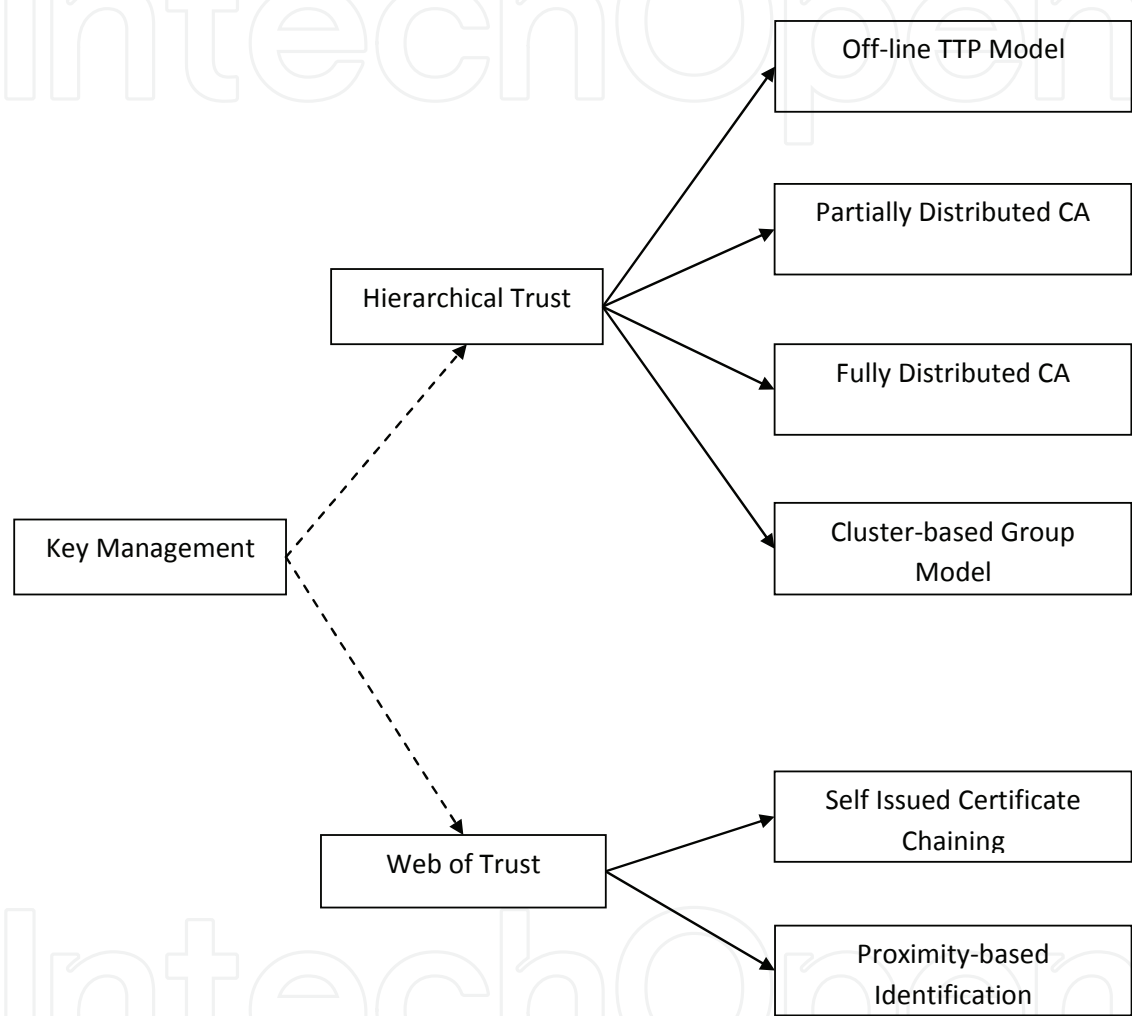 IntechOpen
Off-line TTP Model
Partially Distributed CA
Hierarchical Trust
Fully Distributed CA
Key Management
Cluster-based Group
Model
Self Issued Certificate
Chaining
Web of Trust
Proximity-based
Identification
IntechOpen